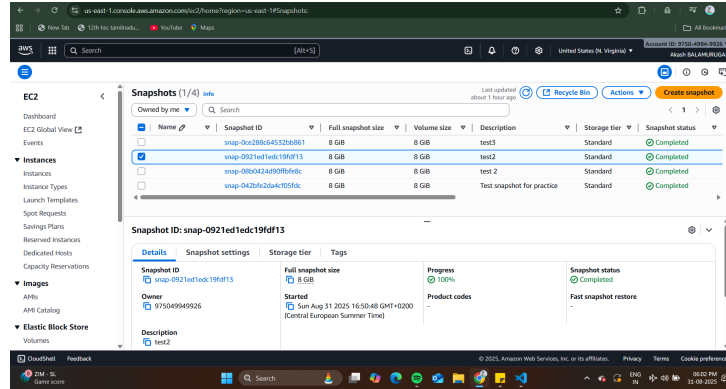 us-east-1.console.aws.amazon.com/ec2/home?region=us-east-1#Snapshots:
New Tab 12th hsc tamilnadu... YouTube Maps All Bookmar
aws Search [Alt+S] United States (N. Virginia) ▼ Account ID: 9750-4994-9926
Akash BALAMURUGA
EC2
Dashboard
EC2 Global View
Events
Instances
Instances
Instance Types
Launch Templates
Spot Requests
Savings Plans
Reserved Instances
Dedicated Hosts
Capacity Reservations
Images
AMIs
AMI Catalog
Elastic Block Store
Volumes
Snapshots (1/4) Info
Last updated
about 1 hour ago
Recycle Bin Actions Create snapshot
Owned by me Search 1
Name Snapshot ID Full snapshot size Volume size Description Storage tier Snapshot status
snap-0ce288c64532bb861 8 GiB 8 GiB test3 Standard Completed
snap-0921ed1edc19fdf13 8 GiB 8 GiB test2 Standard Completed
snap-08b0424d90ffbfe8c 8 GiB 8 GiB test 2 Standard Completed
snap-042bfe2da4cf05fdc 8 GiB 8 GiB Test snapshot for practice Standard Completed
Snapshot ID: snap-0921ed1edc19fdf13
Details Snapshot settings Storage tier Tags
Snapshot ID Full snapshot size Progress Snapshot status
snap-0921ed1edc19fdf13 8 GiB 100% Completed
Owner Started Product codes Fast snapshot restore
975049949926 Sun Aug 31 2025 16:50:48 GMT+0200 - -
(Central European Summer Time)
Description
test2
CloudShell Feedback © 2025, Amazon Web Services, Inc. or its affiliates. Privacy Terms Cookie preference
ZIM - SL
Game score
Search
ENG
IN
06:02 PM
31-08-2025